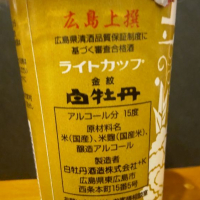 広島上撰
広島県清酒品質保証制度に
基づく審査合格酒
ライトカップ
金紋
白牡丹
アルコール分 15度
原材料名
米(国産)、米麹(国産米)、
醸造アルコール
製造者
白牡丹酒造株式会社+K
広島県東広島市
西条本町15番5号